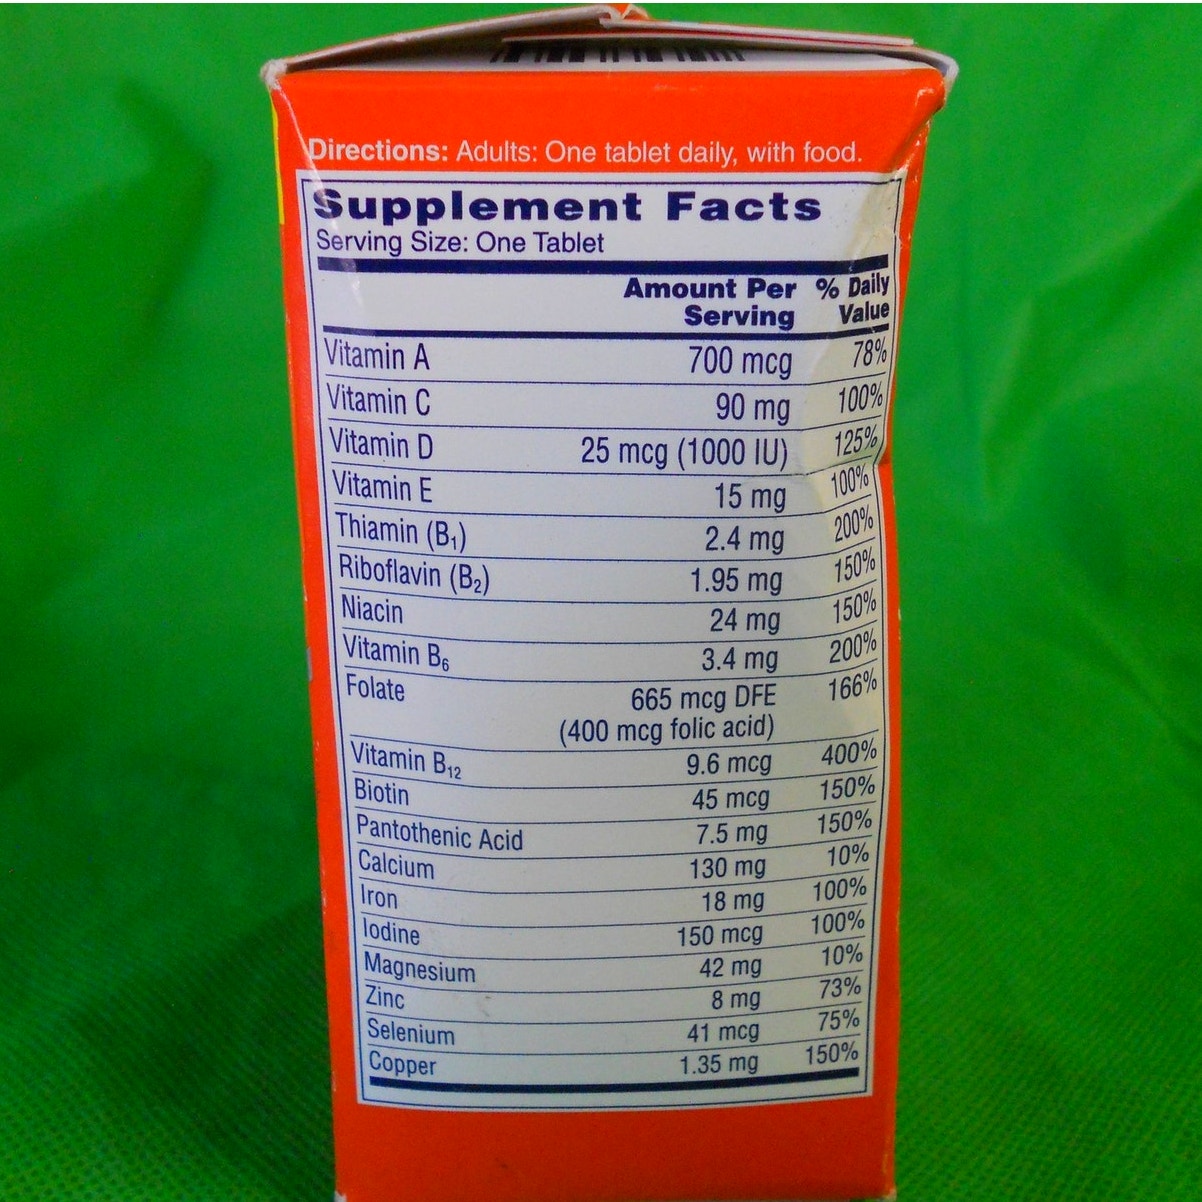 Directions: Adults: One tablet daily, with food.
Supplement Facts
Serving Size: One Tablet
Amount Per % Daily
Serving Value
Vitamin A 700 mcg 78%
Vitamin C 90 mg 100%
Vitamin D 25 mcg (1000 IU) 125%
Vitamin E 15 mg 100%
Thiamin (B₁) 2.4 mg 200%
Riboflavin (B₂) 1.95 mg 150%
Niacin 24 mg 150%
Vitamin B₆ 3.4 mg 200%
Folate 665 mcg DFE 166%
(400 mcg folic acid)
Vitamin B₁₂ 9.6 mcg 400%
Biotin 45 mcg 150%
Pantothenic Acid 7.5 mg 150%
Calcium 130 mg 10%
Iron 18 mg 100%
Iodine 150 mcg 100%
Magnesium 42 mg 10%
Zinc 8 mg 73%
Selenium 41 mcg 75%
Copper 1.35 mg 150%